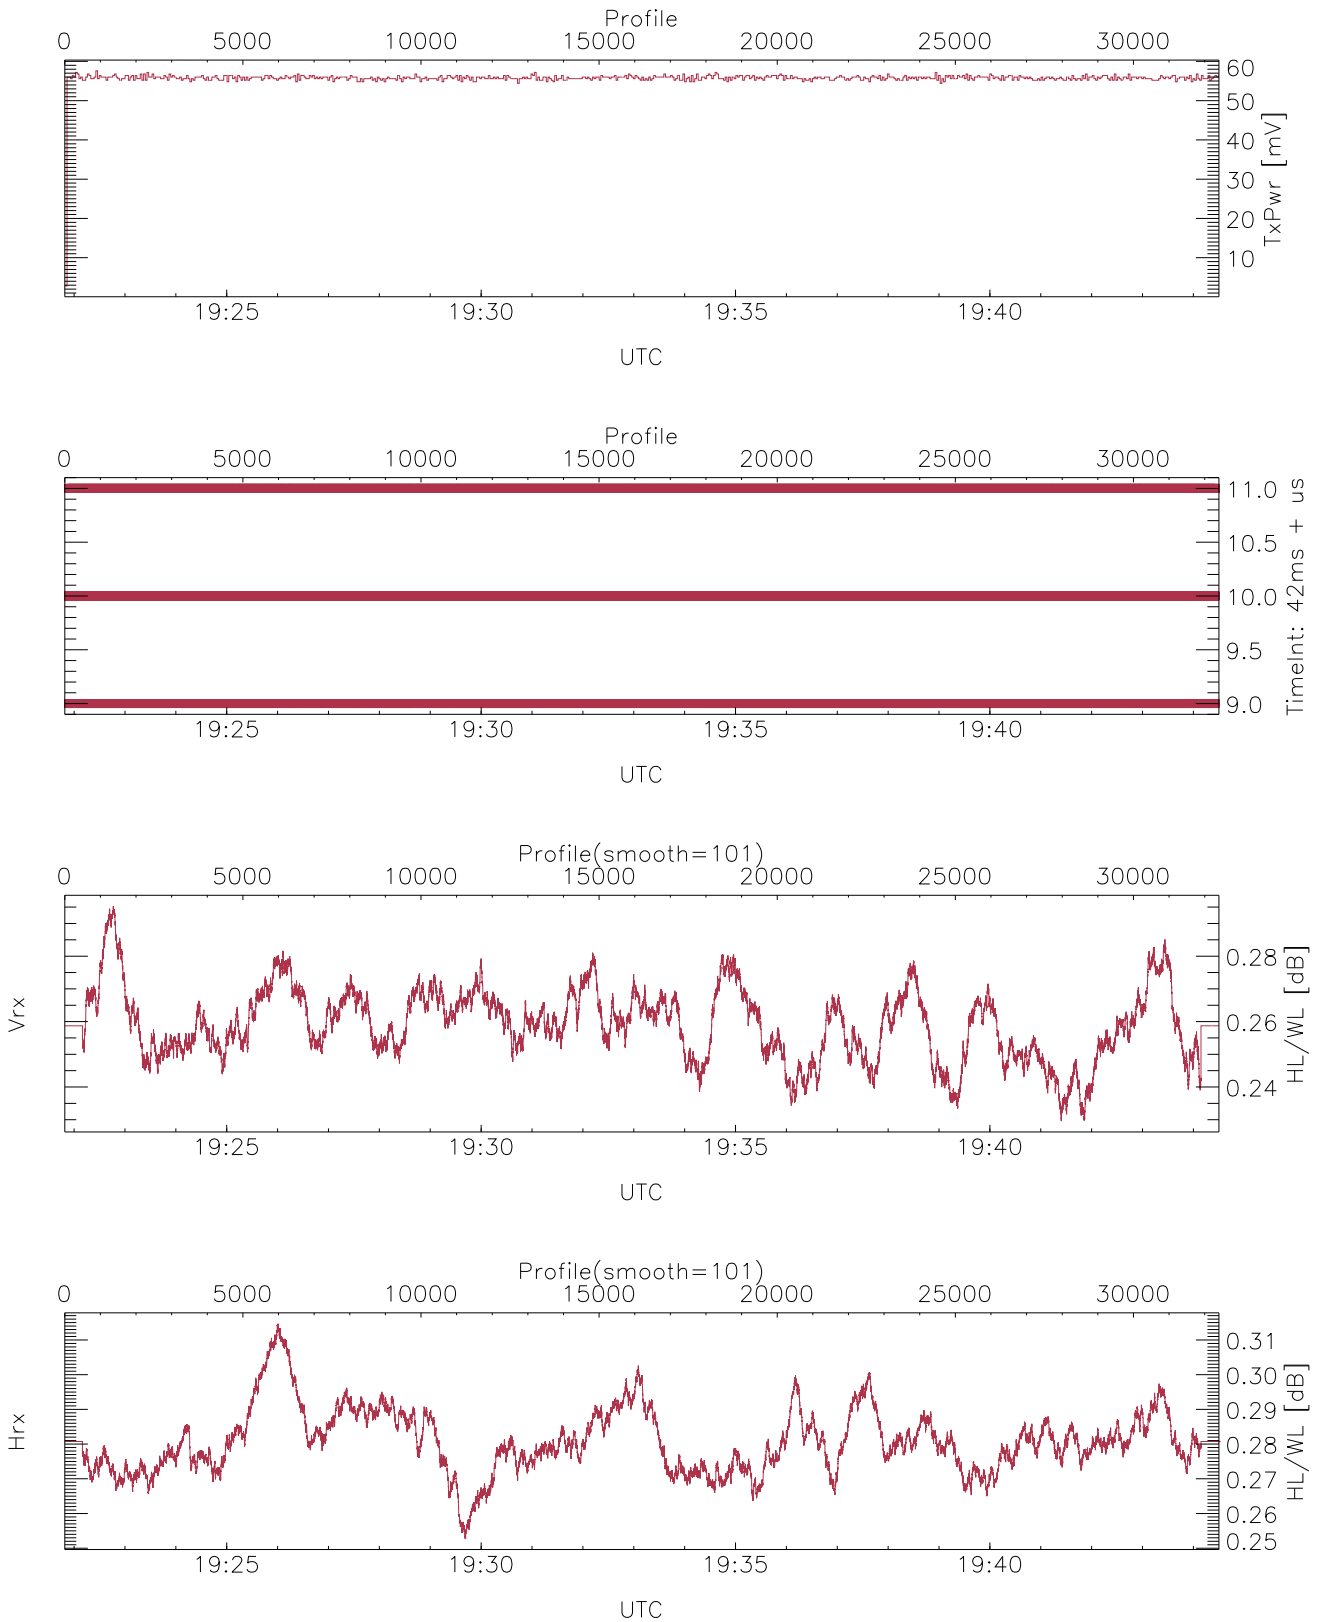 Profile
0 5000 10000 15000 20000 25000 30000
60
50
40
30
20
10
TxPwr [mV]
19:25 19:30 19:35 19:40
UTC
Profile
0 5000 10000 15000 20000 25000 30000
11.0
10.5
10.0
9.5
9.0
TimeInt: 42ms + us
19:25 19:30 19:35 19:40
UTC
Profile(smooth=101)
0 5000 10000 15000 20000 25000 30000
Vrx
0.28
0.26
0.24
HL/WL [dB]
19:25 19:30 19:35 19:40
UTC
Profile(smooth=101)
0 5000 10000 15000 20000 25000 30000
Hrx
0.31
0.30
0.29
0.28
0.27
0.26
0.25
HL/WL [dB]
19:25 19:30 19:35 19:40
UTC